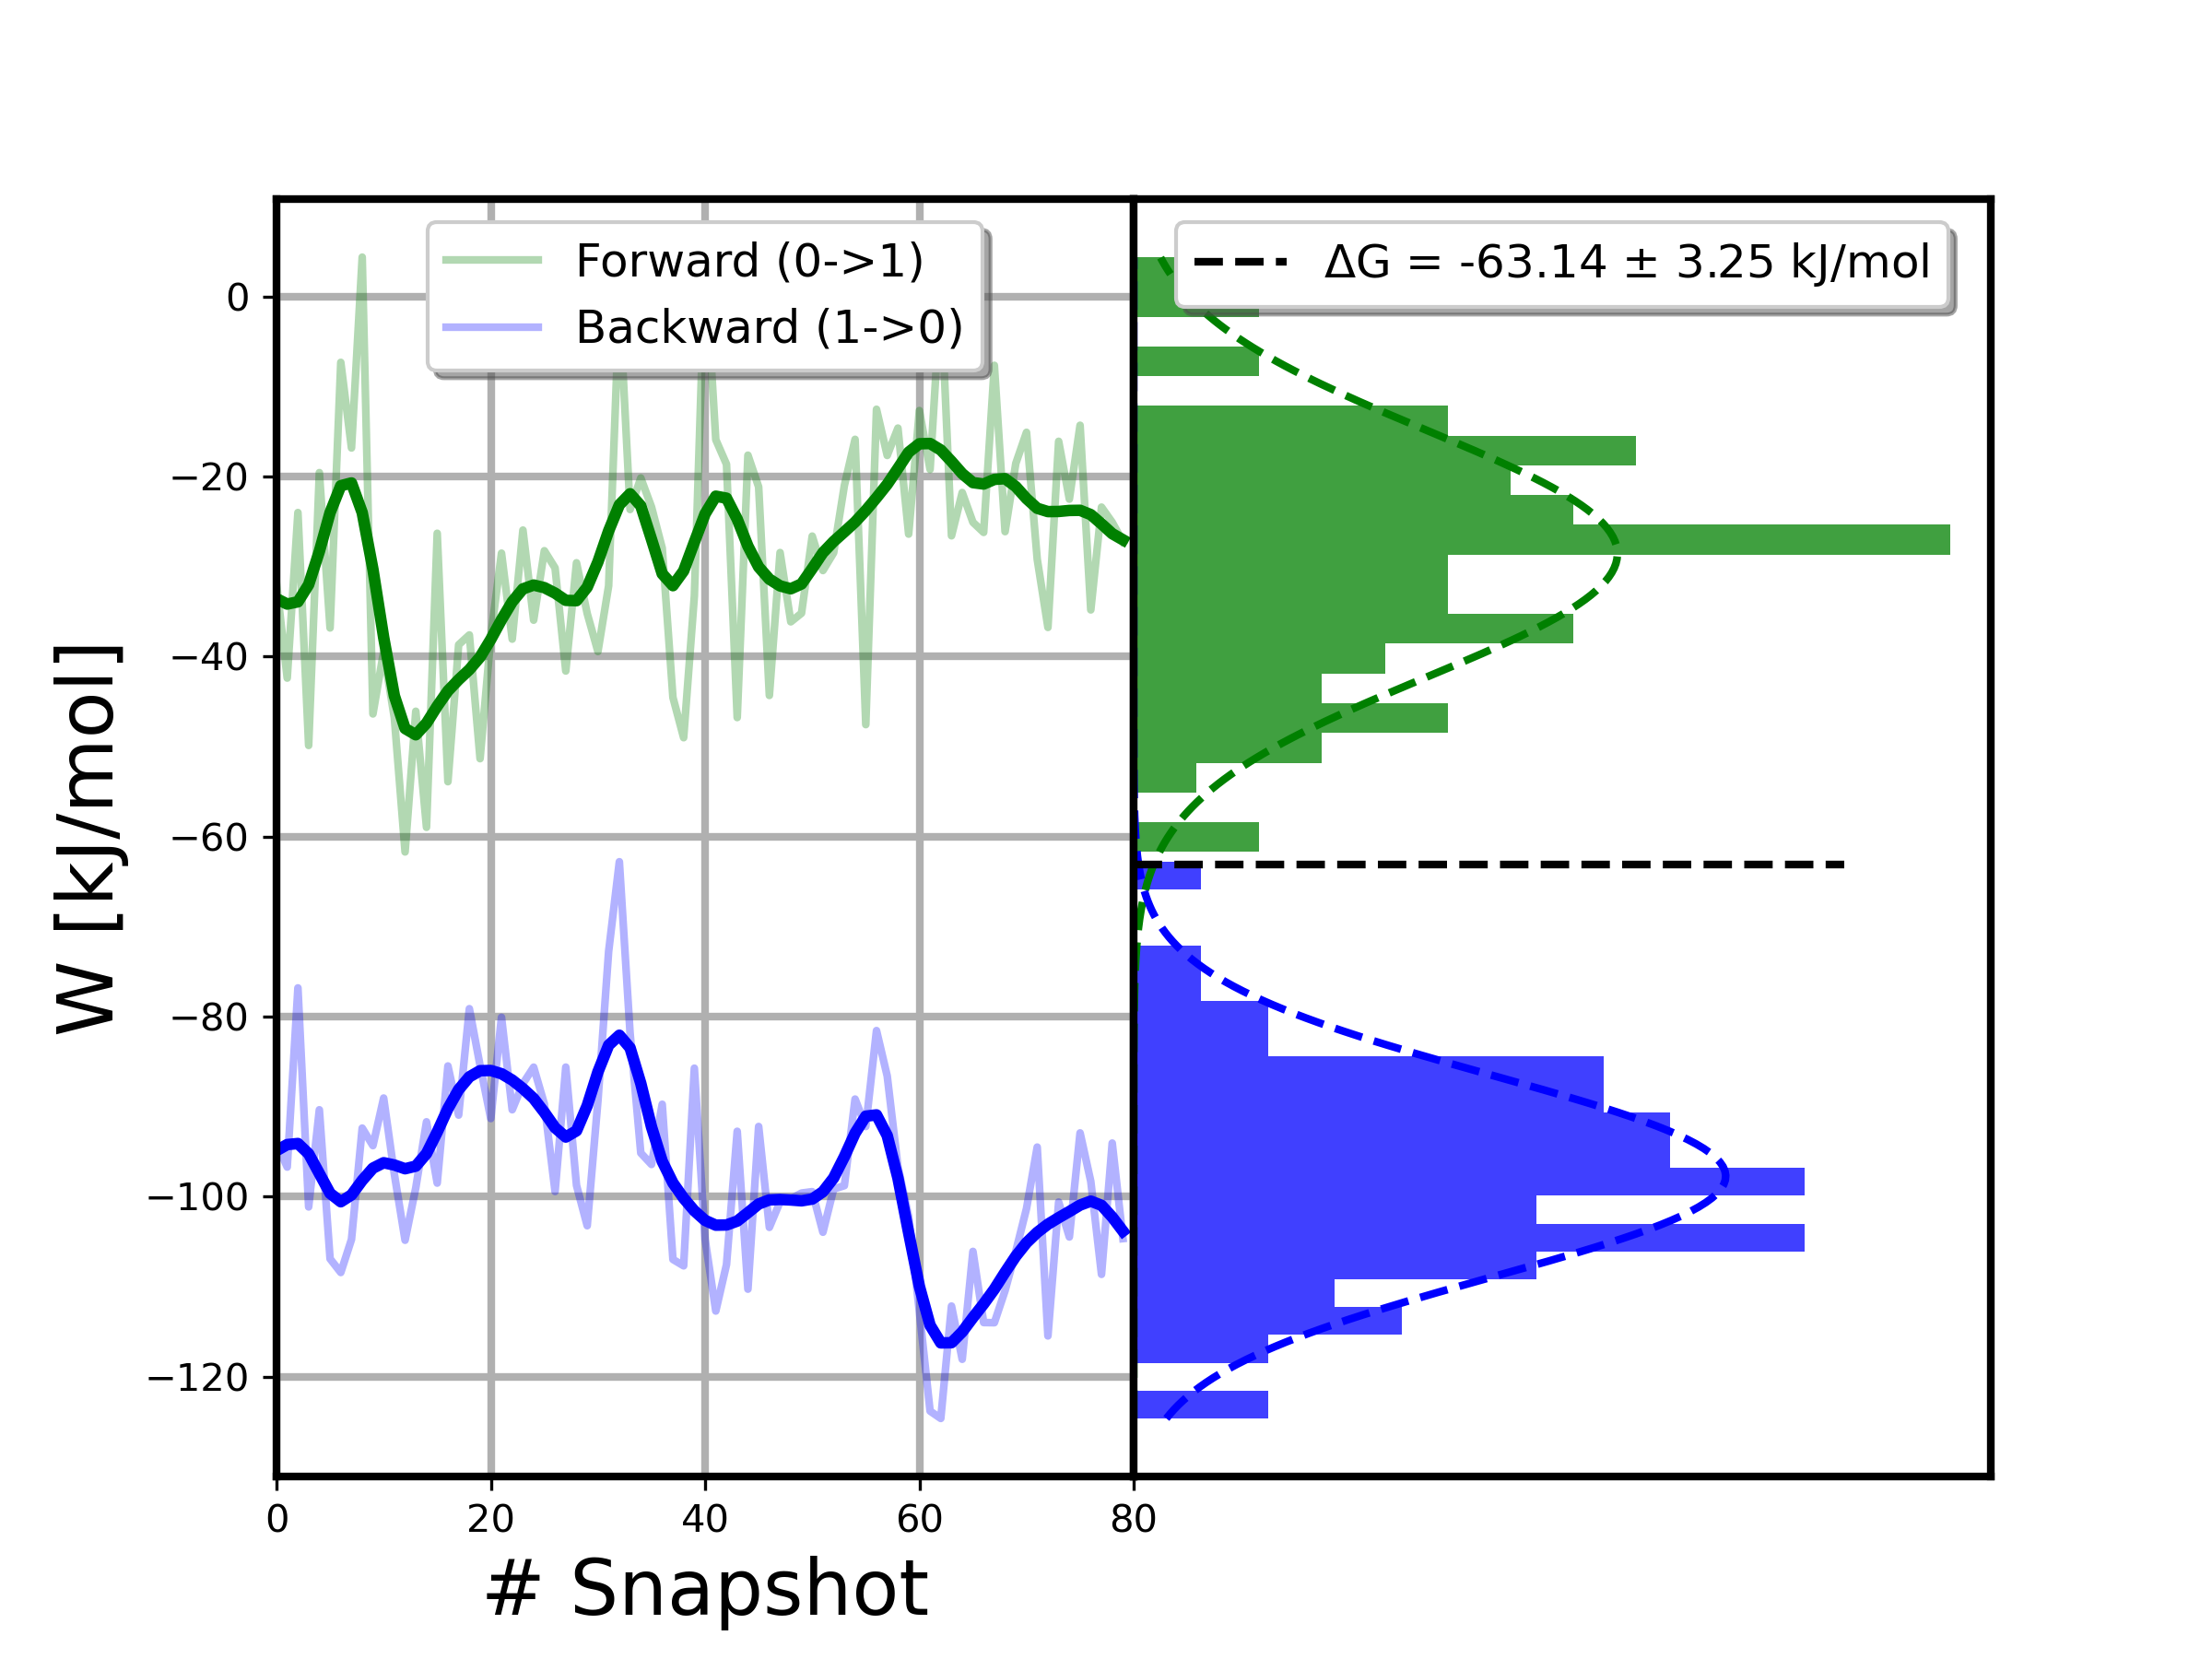 Forward (0->1)
Backward (1->0)
ΔG = -63.14 ± 3.25 kJ/mol
W [kJ/mol]
0
−20
−40
−60
−80
−100
−120
0 20 40 60 80
# Snapshot